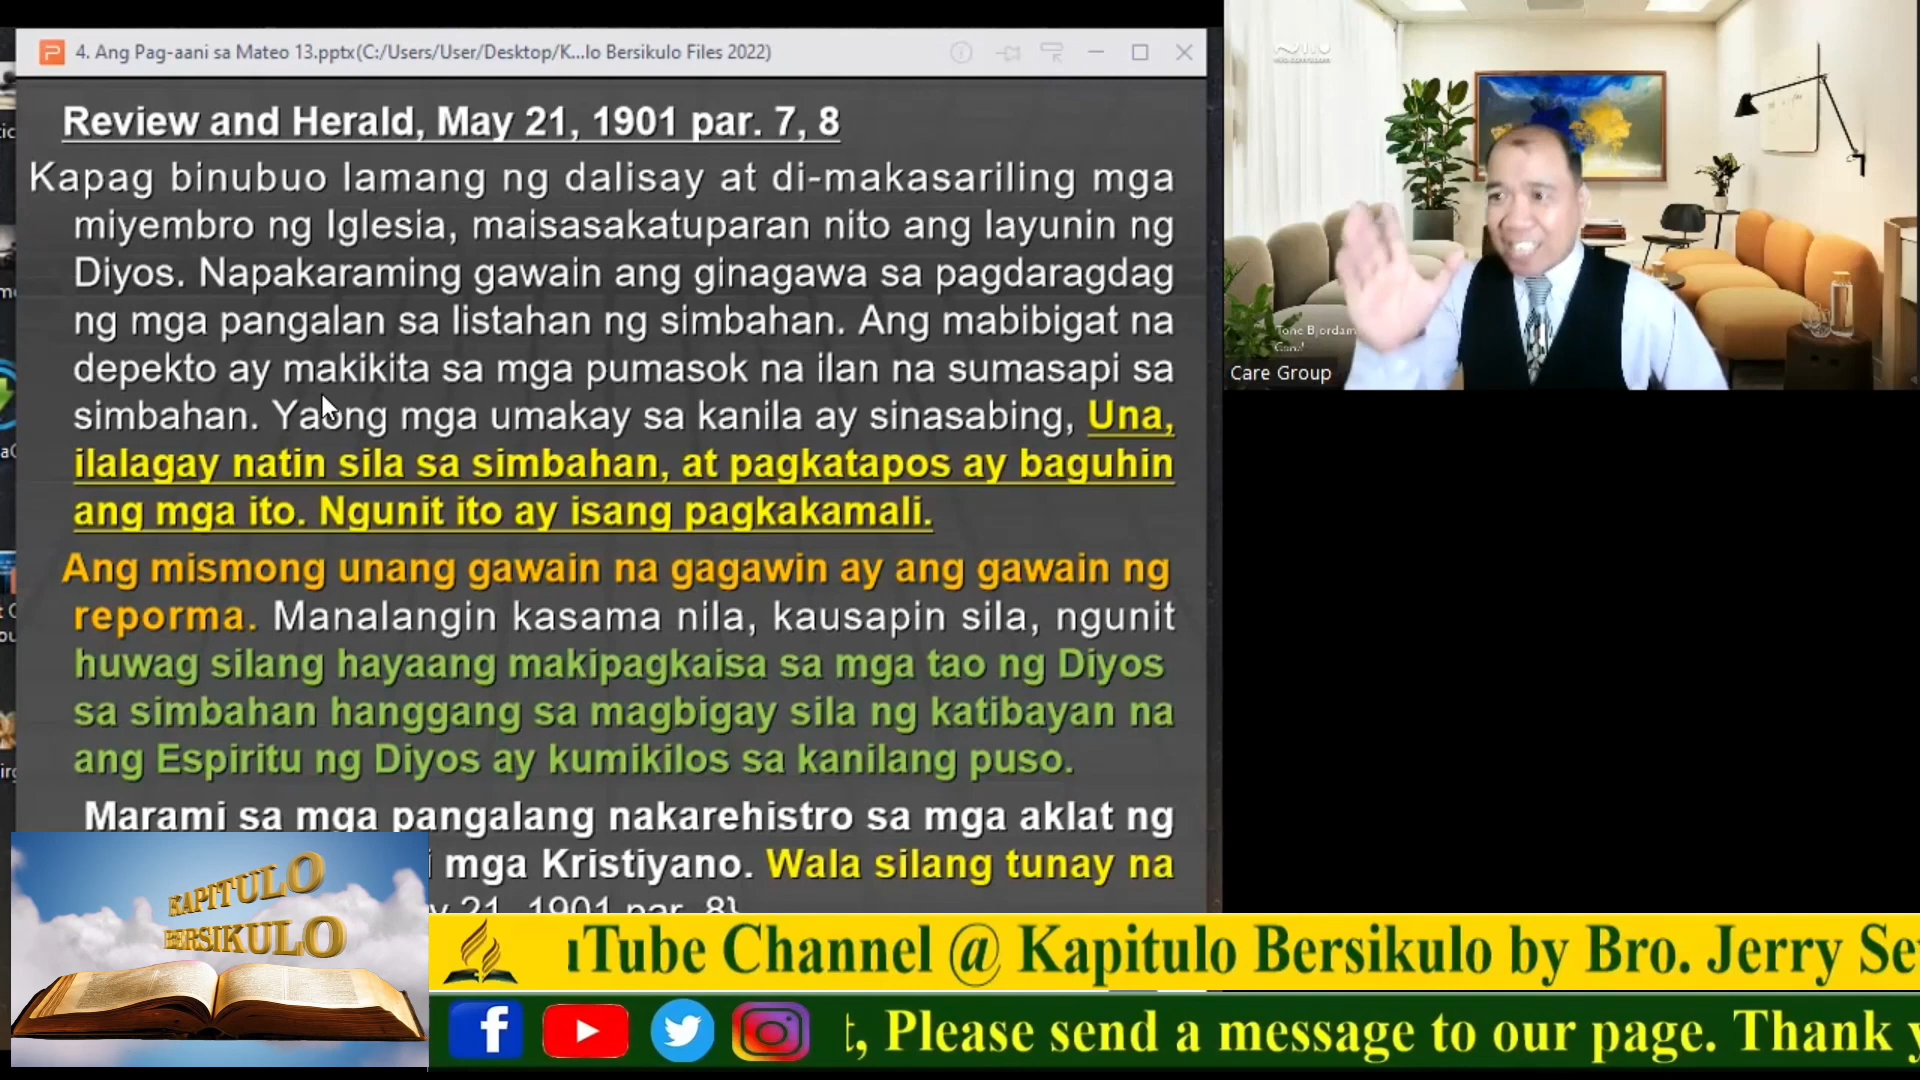 4. Ang Pag-aani sa Mateo 13.pptx(C:/Users/User/Desktop/K...lo Bersikulo Files 2022)
Review and Herald, May 21, 1901 par. 7, 8
Kapag binubuo lamang ng dalisay at di-makasariling mga
miyembro ng Iglesia, maisasakatuparan nito ang layunin ng
Diyos. Napakaraming gawain ang ginagawa sa pagdaragdag
ng mga pangalan sa listahan ng simbahan. Ang mabibigat na
depekto ay makikita sa mga pumasok na ilan na sumasapi sa
simbahan. Yaong mga umakay sa kanila ay sinasabing, Una,
ilalagay natin sila sa simbahan, at pagkatapos ay baguhin
ang mga ito. Ngunit ito ay isang pagkakamali.
Ang mismong unang gawain na gagawin ay ang gawain ng
reporma. Manalangin kasama nila, kausapin sila, ngunit
huwag silang hayaang makipagkaisa sa mga tao ng Diyos
sa simbahan hanggang sa magbigay sila ng katibayan na
ang Espiritu ng Diyos ay kumikilos sa kanilang puso.
Marami sa mga pangalang nakarehistro sa mga aklat ng
mga Kristiyano. Wala silang tunay na
21, 1901 par. 8}
Care Group
KAPITULO
BERSIKULO
Tube Channel @ Kapitulo Bersikulo by Bro. Jerry
Please send a message to our page. Thank